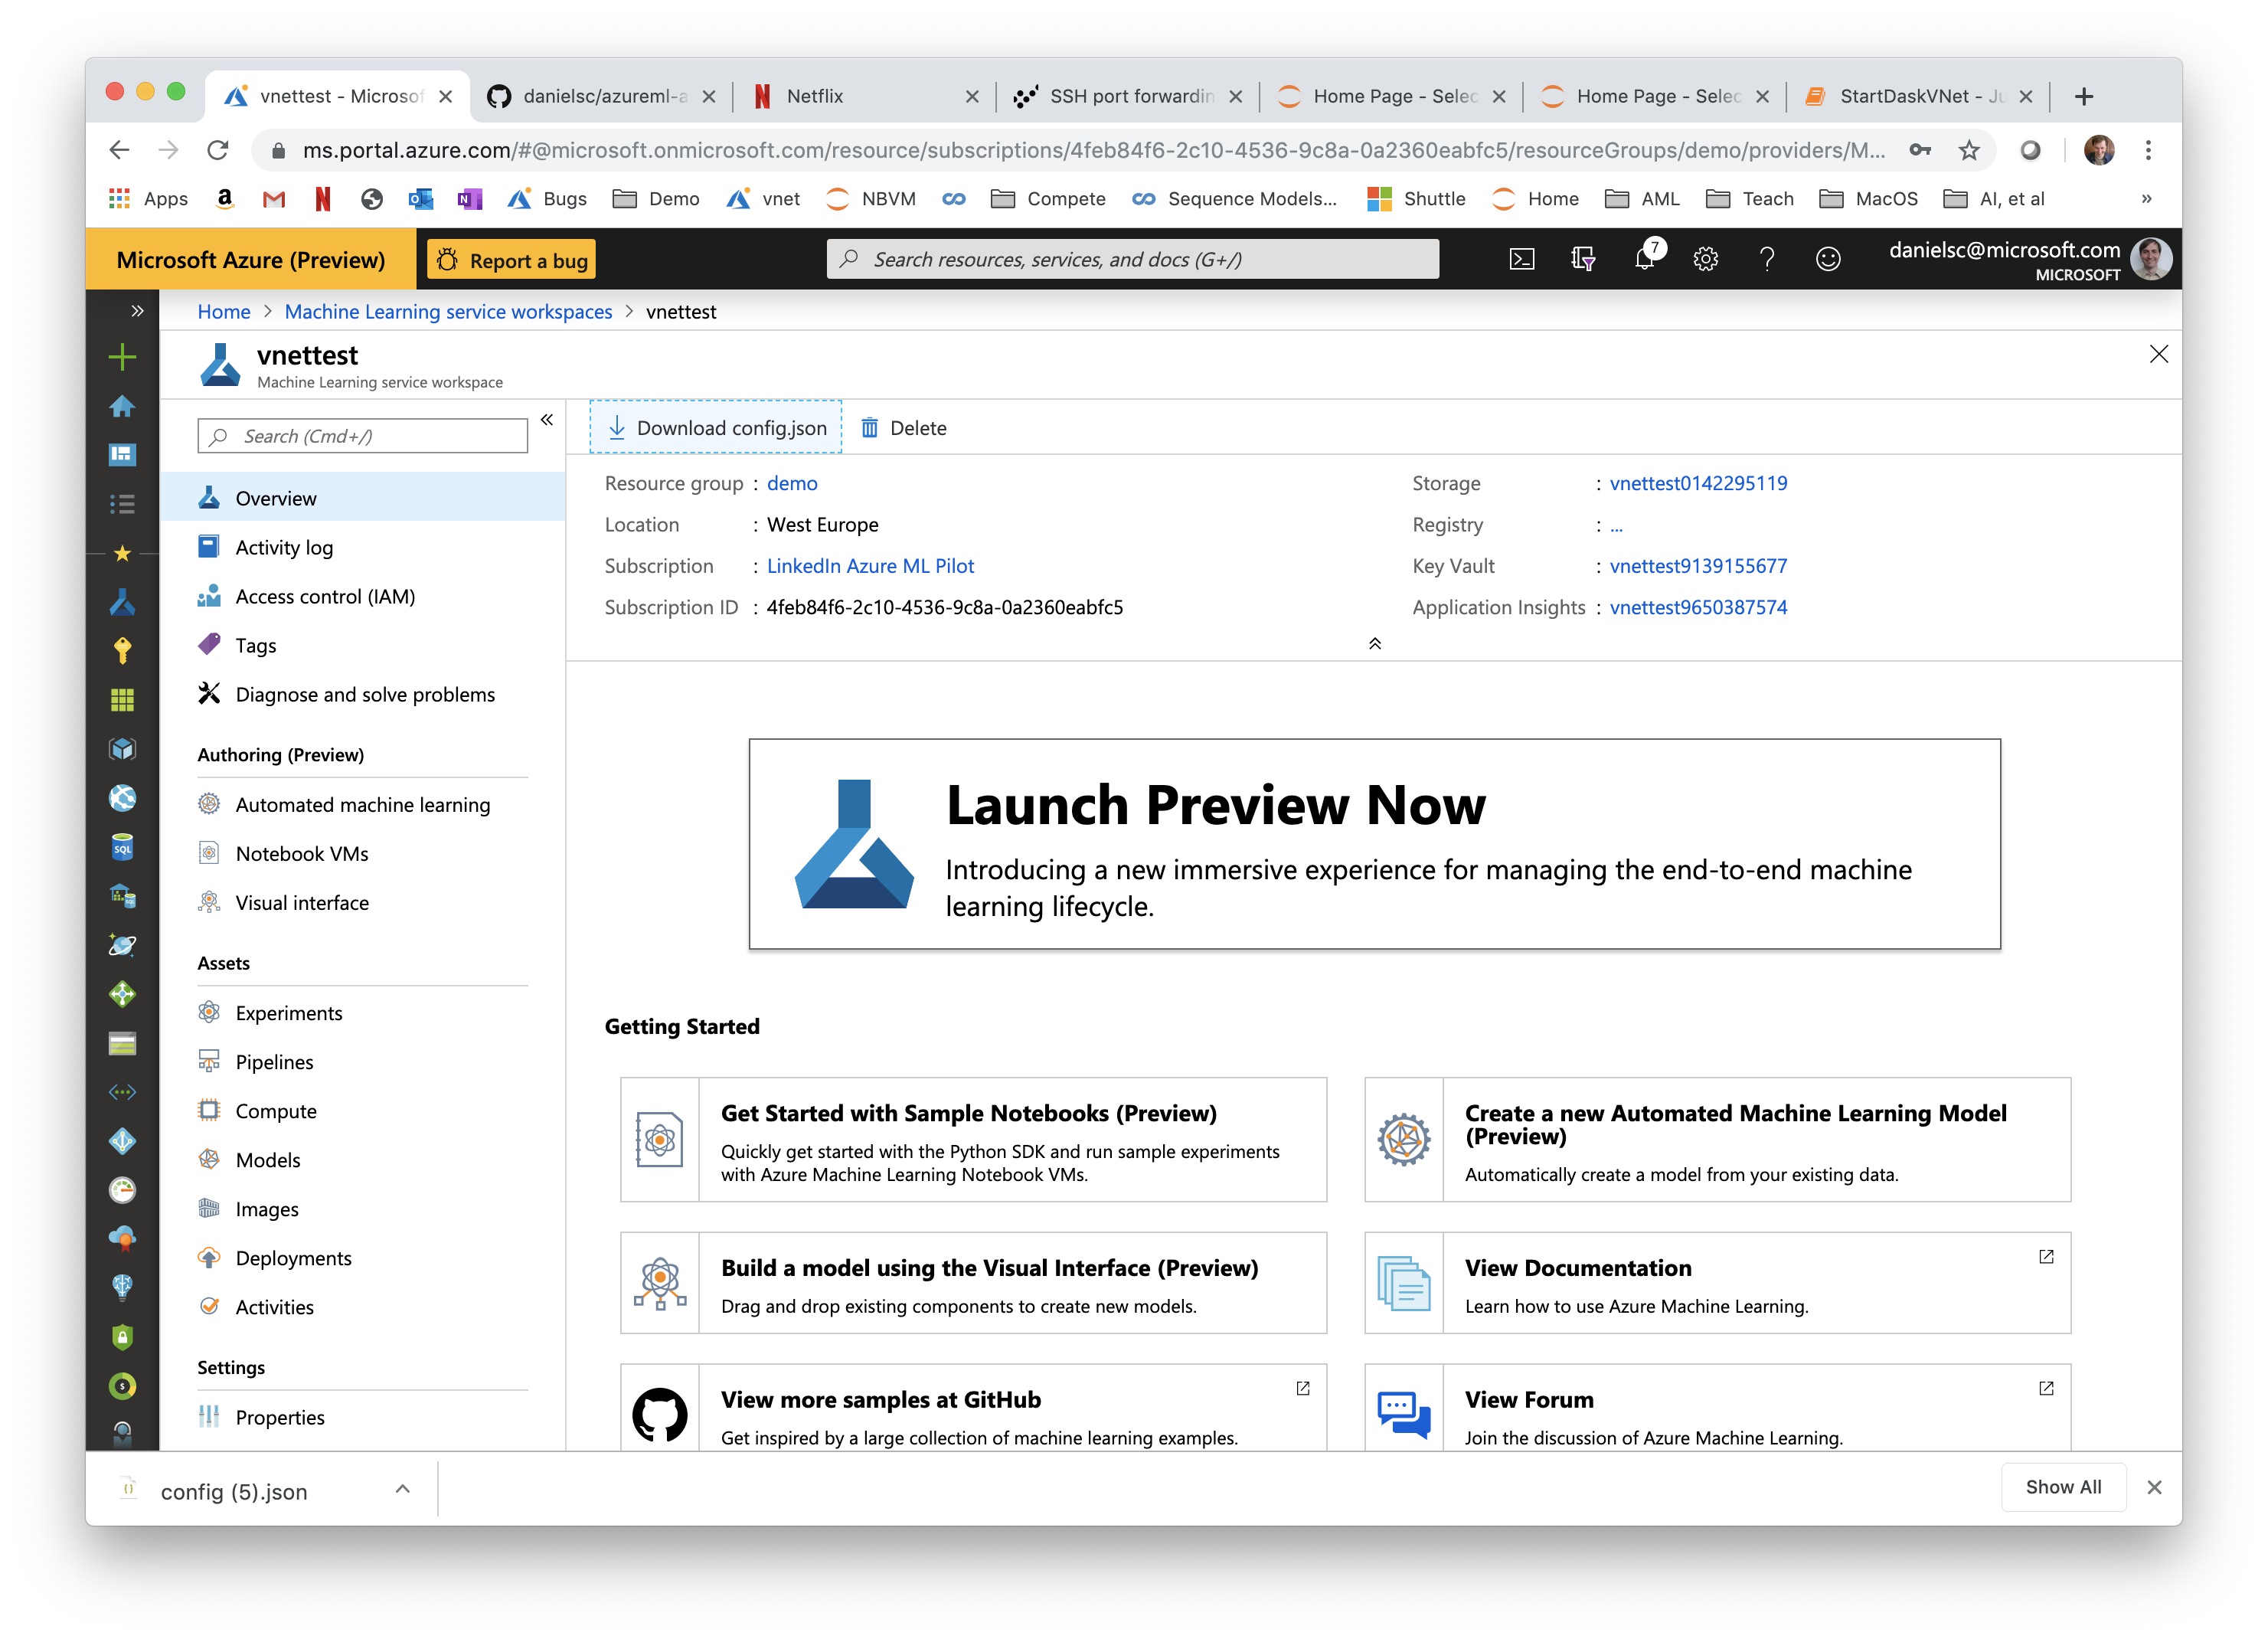 vnettest - Microsof
danielsc/azureml-a
Netflix
SSH port forwardin
Home Page - Selec
Home Page - Selec
StartDaskVNet - Ju
ms.portal.azure.com/#@microsoft.onmicrosoft.com/resource/subscriptions/4feb84f6-2c10-4536-9c8a-0a2360eabfc5/resourceGroups/demo/providers/M...
Apps
Bugs
Demo
vnet
NBVM
Compete
Sequence Models...
Shuttle
Home
AML
Teach
MacOS
AI, et al
»
Microsoft Azure (Preview)
Report a bug
Search resources, services, and docs (G+/)
7
danielsc@microsoft.com
MICROSOFT
Home > Machine Learning service workspaces > vnettest
vnettest
Machine Learning service workspace
Search (Cmd+/)
Overview
Activity log
Access control (IAM)
Tags
Diagnose and solve problems
Authoring (Preview)
Automated machine learning
Notebook VMs
Visual interface
Assets
Experiments
Pipelines
Compute
Models
Images
Deployments
Activities
Settings
Properties
Download config.json
Delete
Resource group : demo
Location : West Europe
Subscription : LinkedIn Azure ML Pilot
Subscription ID : 4feb84f6-2c10-4536-9c8a-0a2360eabfc5
Storage : vnettest0142295119
Registry : ...
Key Vault : vnettest9139155677
Application Insights : vnettest9650387574
Launch Preview Now
Introducing a new immersive experience for managing the end-to-end machine
learning lifecycle.
Getting Started
Get Started with Sample Notebooks (Preview)
Quickly get started with the Python SDK and run sample experiments
with Azure Machine Learning Notebook VMs.
Create a new Automated Machine Learning Model
(Preview)
Automatically create a model from your existing data.
Build a model using the Visual Interface (Preview)
Drag and drop existing components to create new models.
View Documentation
Learn how to use Azure Machine Learning.
View more samples at GitHub
Get inspired by a large collection of machine learning examples.
View Forum
Join the discussion of Azure Machine Learning.
config (5).json
Show All